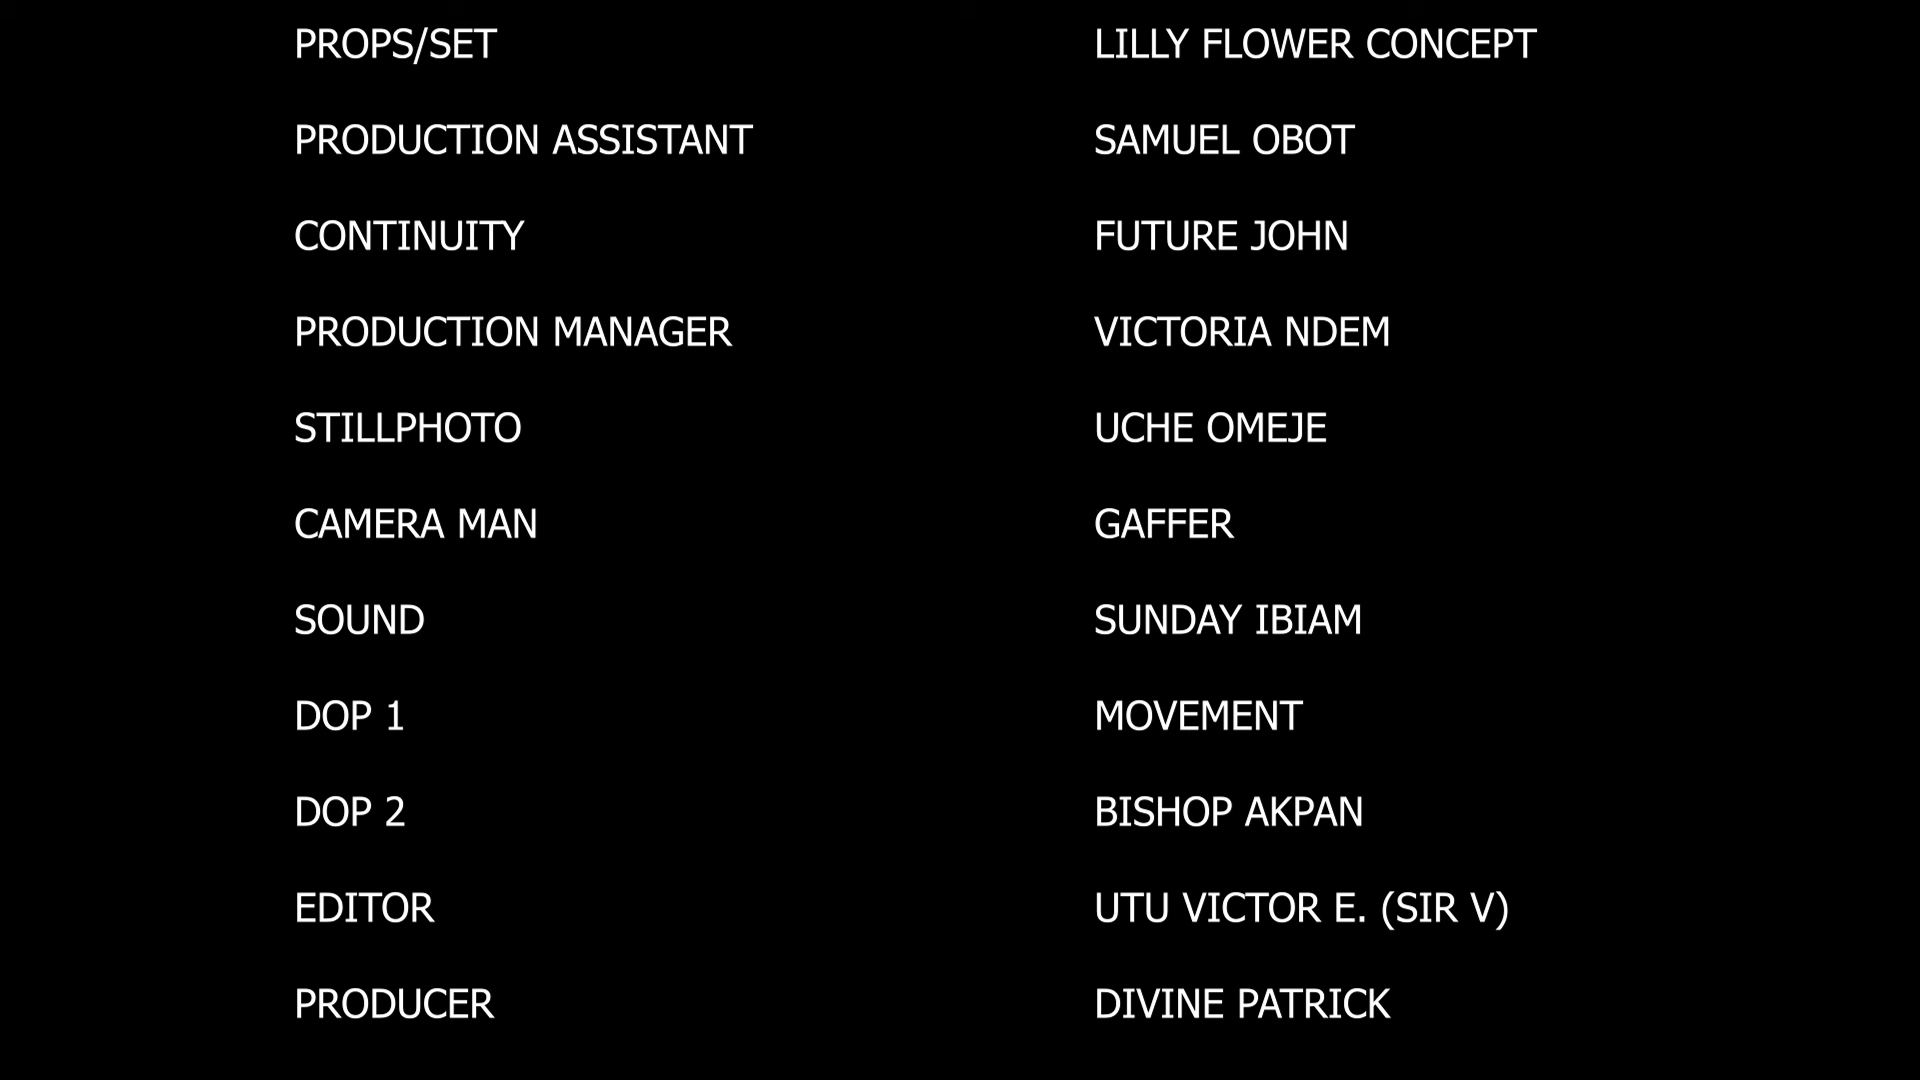 PROPS/SET LILLY FLOWER CONCEPT
PRODUCTION ASSISTANT SAMUEL OBOT
CONTINUITY FUTURE JOHN
PRODUCTION MANAGER VICTORIA NDEM
STILLPHOTO UCHE OMEJE
CAMERA MAN GAFFER
SOUND SUNDAY IBIAM
DOP 1 MOVEMENT
DOP 2 BISHOP AKPAN
EDITOR UTU VICTOR E. (SIR V)
PRODUCER DIVINE PATRICK